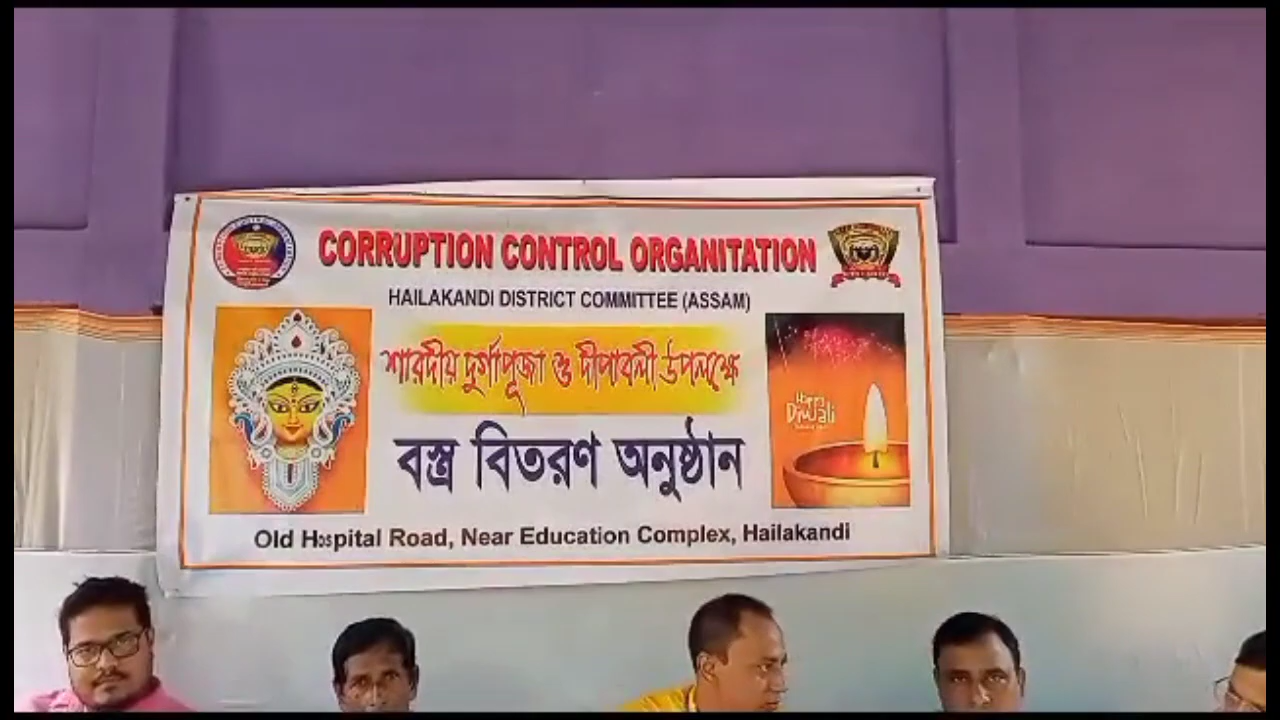 CORRUPTION CONTROL ORGANITATION
HAILAKANDI DISTRICT COMMITTEE (ASSAM)
শারদীয় দুর্গাপূজা ও দীপাবলী উপলক্ষে
Happy
Diwali
বস্ত্র বিতরণ অনুষ্ঠান
Old Hospital Road, Near Education Complex, Hailakandi